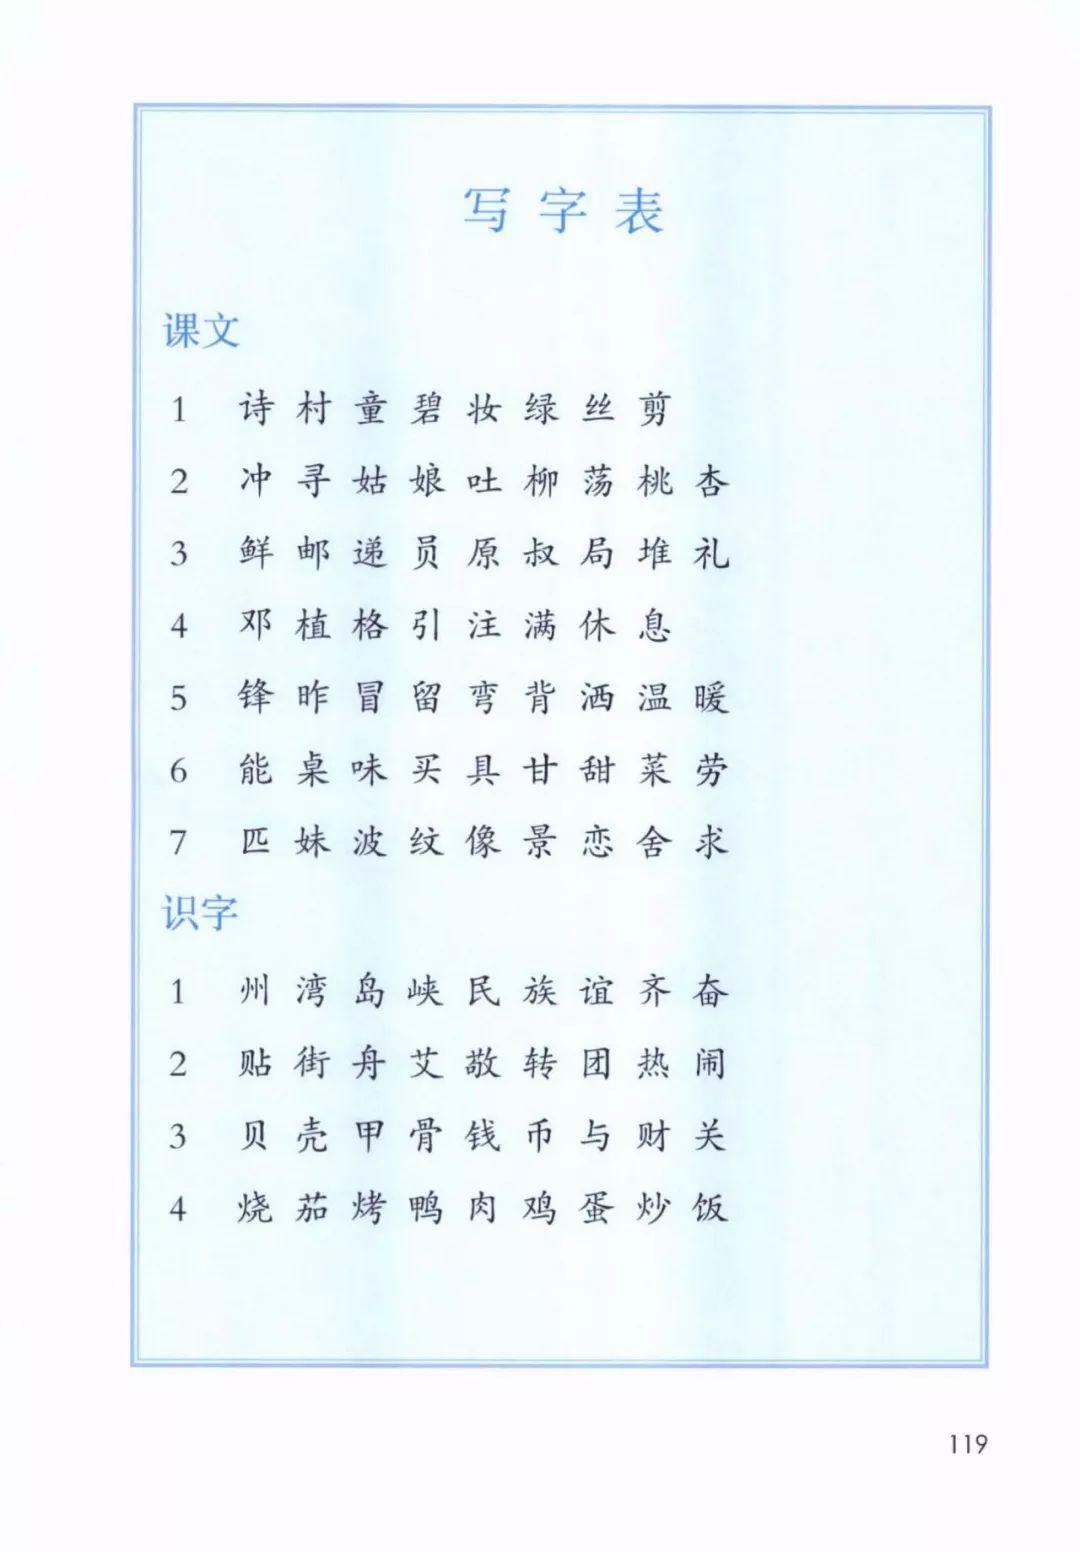 写字表
课文
1 诗 村 童 碧 妆 绿 丝 剪
2 冲 寻 姑 娘 吐 柳 荡 桃 杏
3 鲜 邮 递 员 原 叔 局 堆 礼
4 邓 植 格 引 注 满 休 息
5 锋 昨 冒 留 弯 背 洒 温 暖
6 能 桌 味 买 具 甘 甜 菜 劳
7 匹 妹 波 纹 像 景 恋 舍 求
识字
1 州 湾 岛 峡 民 族 谊 齐 奋
2 贴 街 舟 艾 敬 转 团 热 闹
3 贝 壳 甲 骨 钱 币 与 财 关
4 烧 茄 烤 鸭 肉 鸡 蛋 炒 饭
119